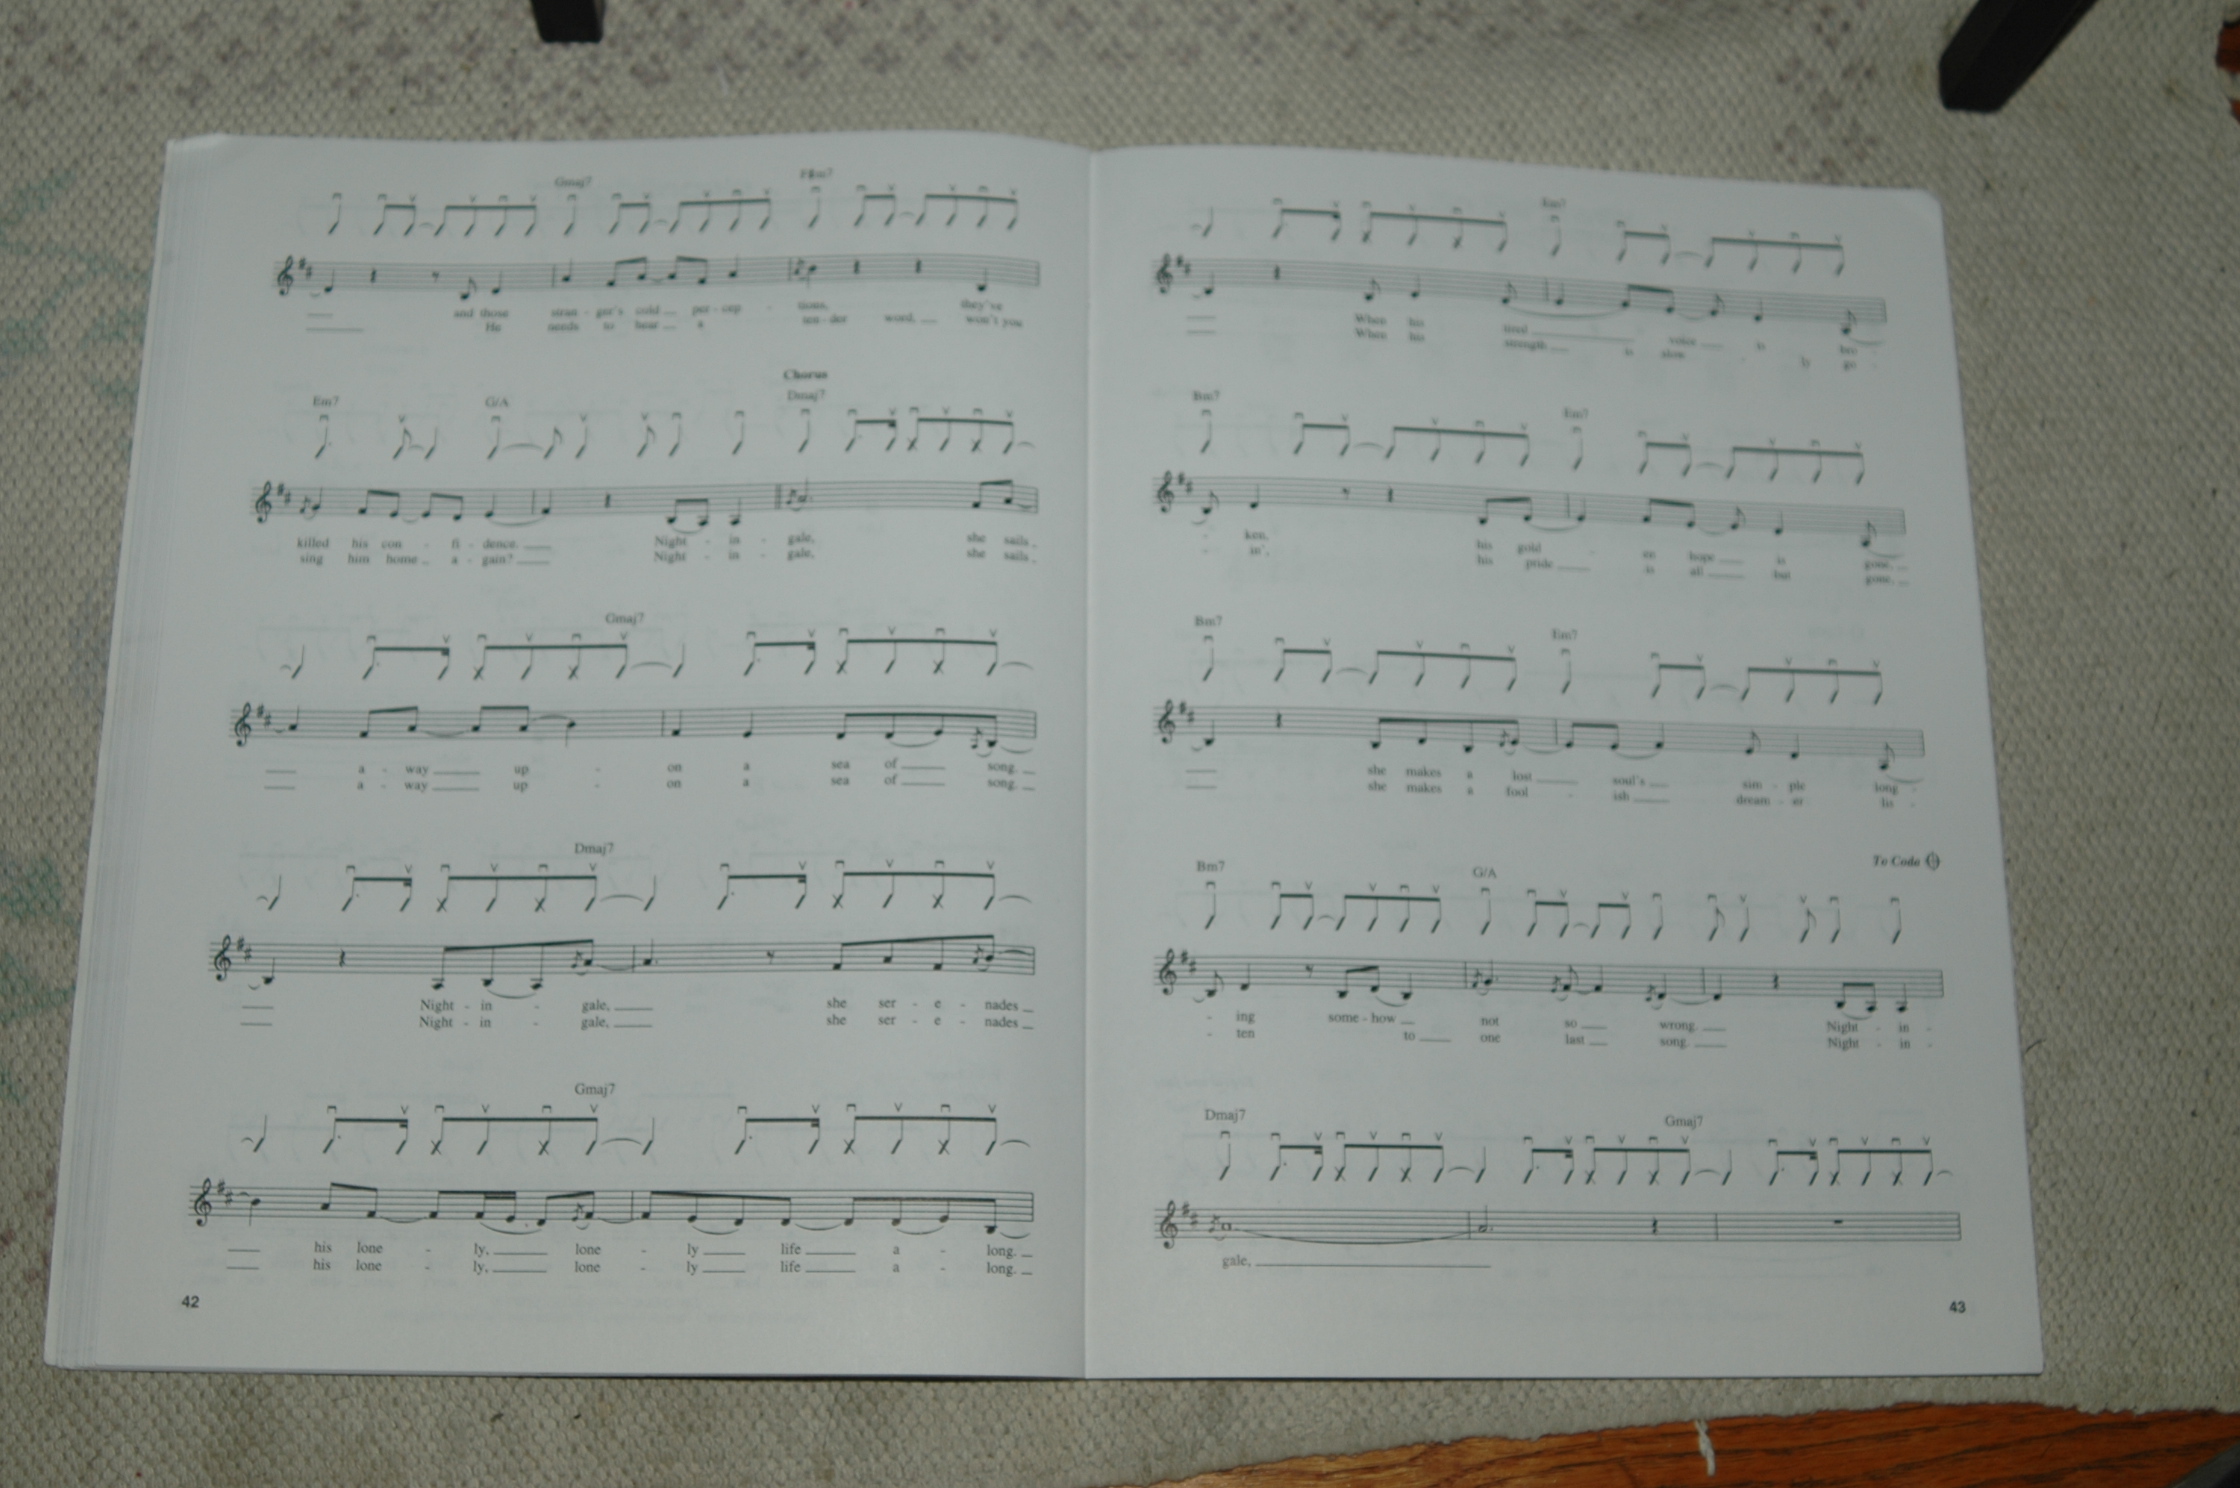 Gmaj7 F♯m7
and those stran - ger's cold per - cep - tions, they've
He needs to hear a ten - der word, won't you
Chorus
Em7 G/A Dmaj7
killed his con - fi - dence. Night - in - gale, she sails
sing him home a - gain? Night - in - gale, she sails
Gmaj7
a - way up - on a sea of song.
a - way up - on a sea of song.
Dmaj7
Night - in - gale, she ser - e - nades
Night - in - gale, she ser - e - nades
Gmaj7
his lone - ly, lone - ly life a - long.
his lone - ly, lone - ly life a - long.
42
Em7
When his tired voice is bro -
When his strength is slow - ly go -
Bm7 Em7
- ken, his gold - en hope is gone,
- in', his pride is all but gone,
Bm7 Em7
she makes a lost soul's sim - ple long -
she makes a fool - ish dream - er lis -
To Coda
Bm7 G/A
- ing some - how not so wrong. Night - in -
- ten to one last song. Night - in -
Dmaj7 Gmaj7
gale,
43